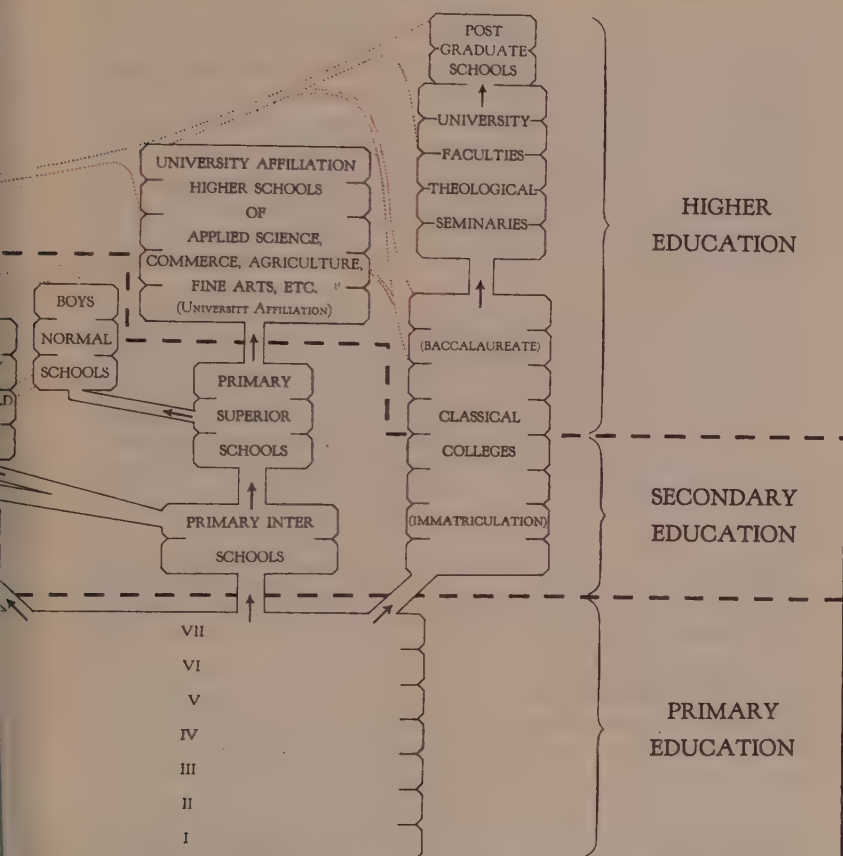 POST
GRADUATE
SCHOOLS
UNIVERSITY
FACULTIES
THEOLOGICAL
SEMINARIES
UNIVERSITY AFFILIATION
HIGHER SCHOOLS
OF
APPLIED SCIENCE,
COMMERCE, AGRICULTURE,
FINE ARTS, ETC.
(UNIVERSITY AFFILIATION)
HIGHER
EDUCATION
BOYS
NORMAL
SCHOOLS
PRIMARY
SUPERIOR
SCHOOLS
(BACCALAUREATE)
CLASSICAL
COLLEGES
(IMMATRICULATION)
PRIMARY INTER
SCHOOLS
SECONDARY
EDUCATION
VII
VI
V
IV
III
II
I
PRIMARY
EDUCATION